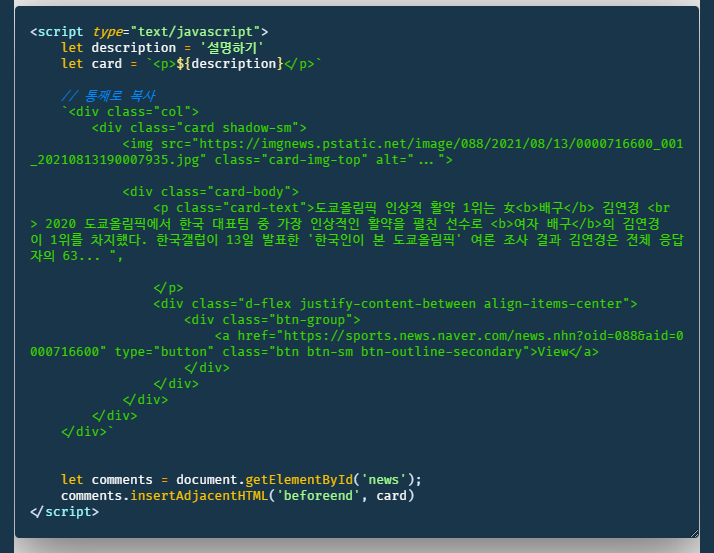 <script type="text/javascript">
    let description = '설명하기'
    let card = `<p>${description}</p>`

    // 통째로 복사
    `<div class="col">
        <div class="card shadow-sm">
            <img src="https://imgnews.pstatic.net/image/088/2021/08/13/0000716600_001
_20210813190007935.jpg" class="card-img-top" alt="...">

            <div class="card-body">
                <p class="card-text">도쿄올림픽 인상적 활약 1위는 女<b>배구</b> 김연경 <br
> 2020 도쿄올림픽에서 한국 대표팀 중 가장 인상적인 활약을 펼친 선수로 <b>여자 배구</b>의 김연경
이 1위를 차지했다. 한국갤럽이 13일 발표한 '한국인이 본 도쿄올림픽' 여론 조사 결과 김연경은 전체 응답
자의 63... ",

                </p>
                <div class="d-flex justify-content-between align-items-center">
                    <div class="btn-group">
                        <a href="https://sports.news.naver.com/news.nhn?oid=088&aid=0
000716600" type="button" class="btn btn-sm btn-outline-secondary">View</a>
                    </div>
                </div>
            </div>
        </div>
    </div>`


    let comments = document.getElementById('news');
    comments.insertAdjacentHTML('beforeend', card)
</script>